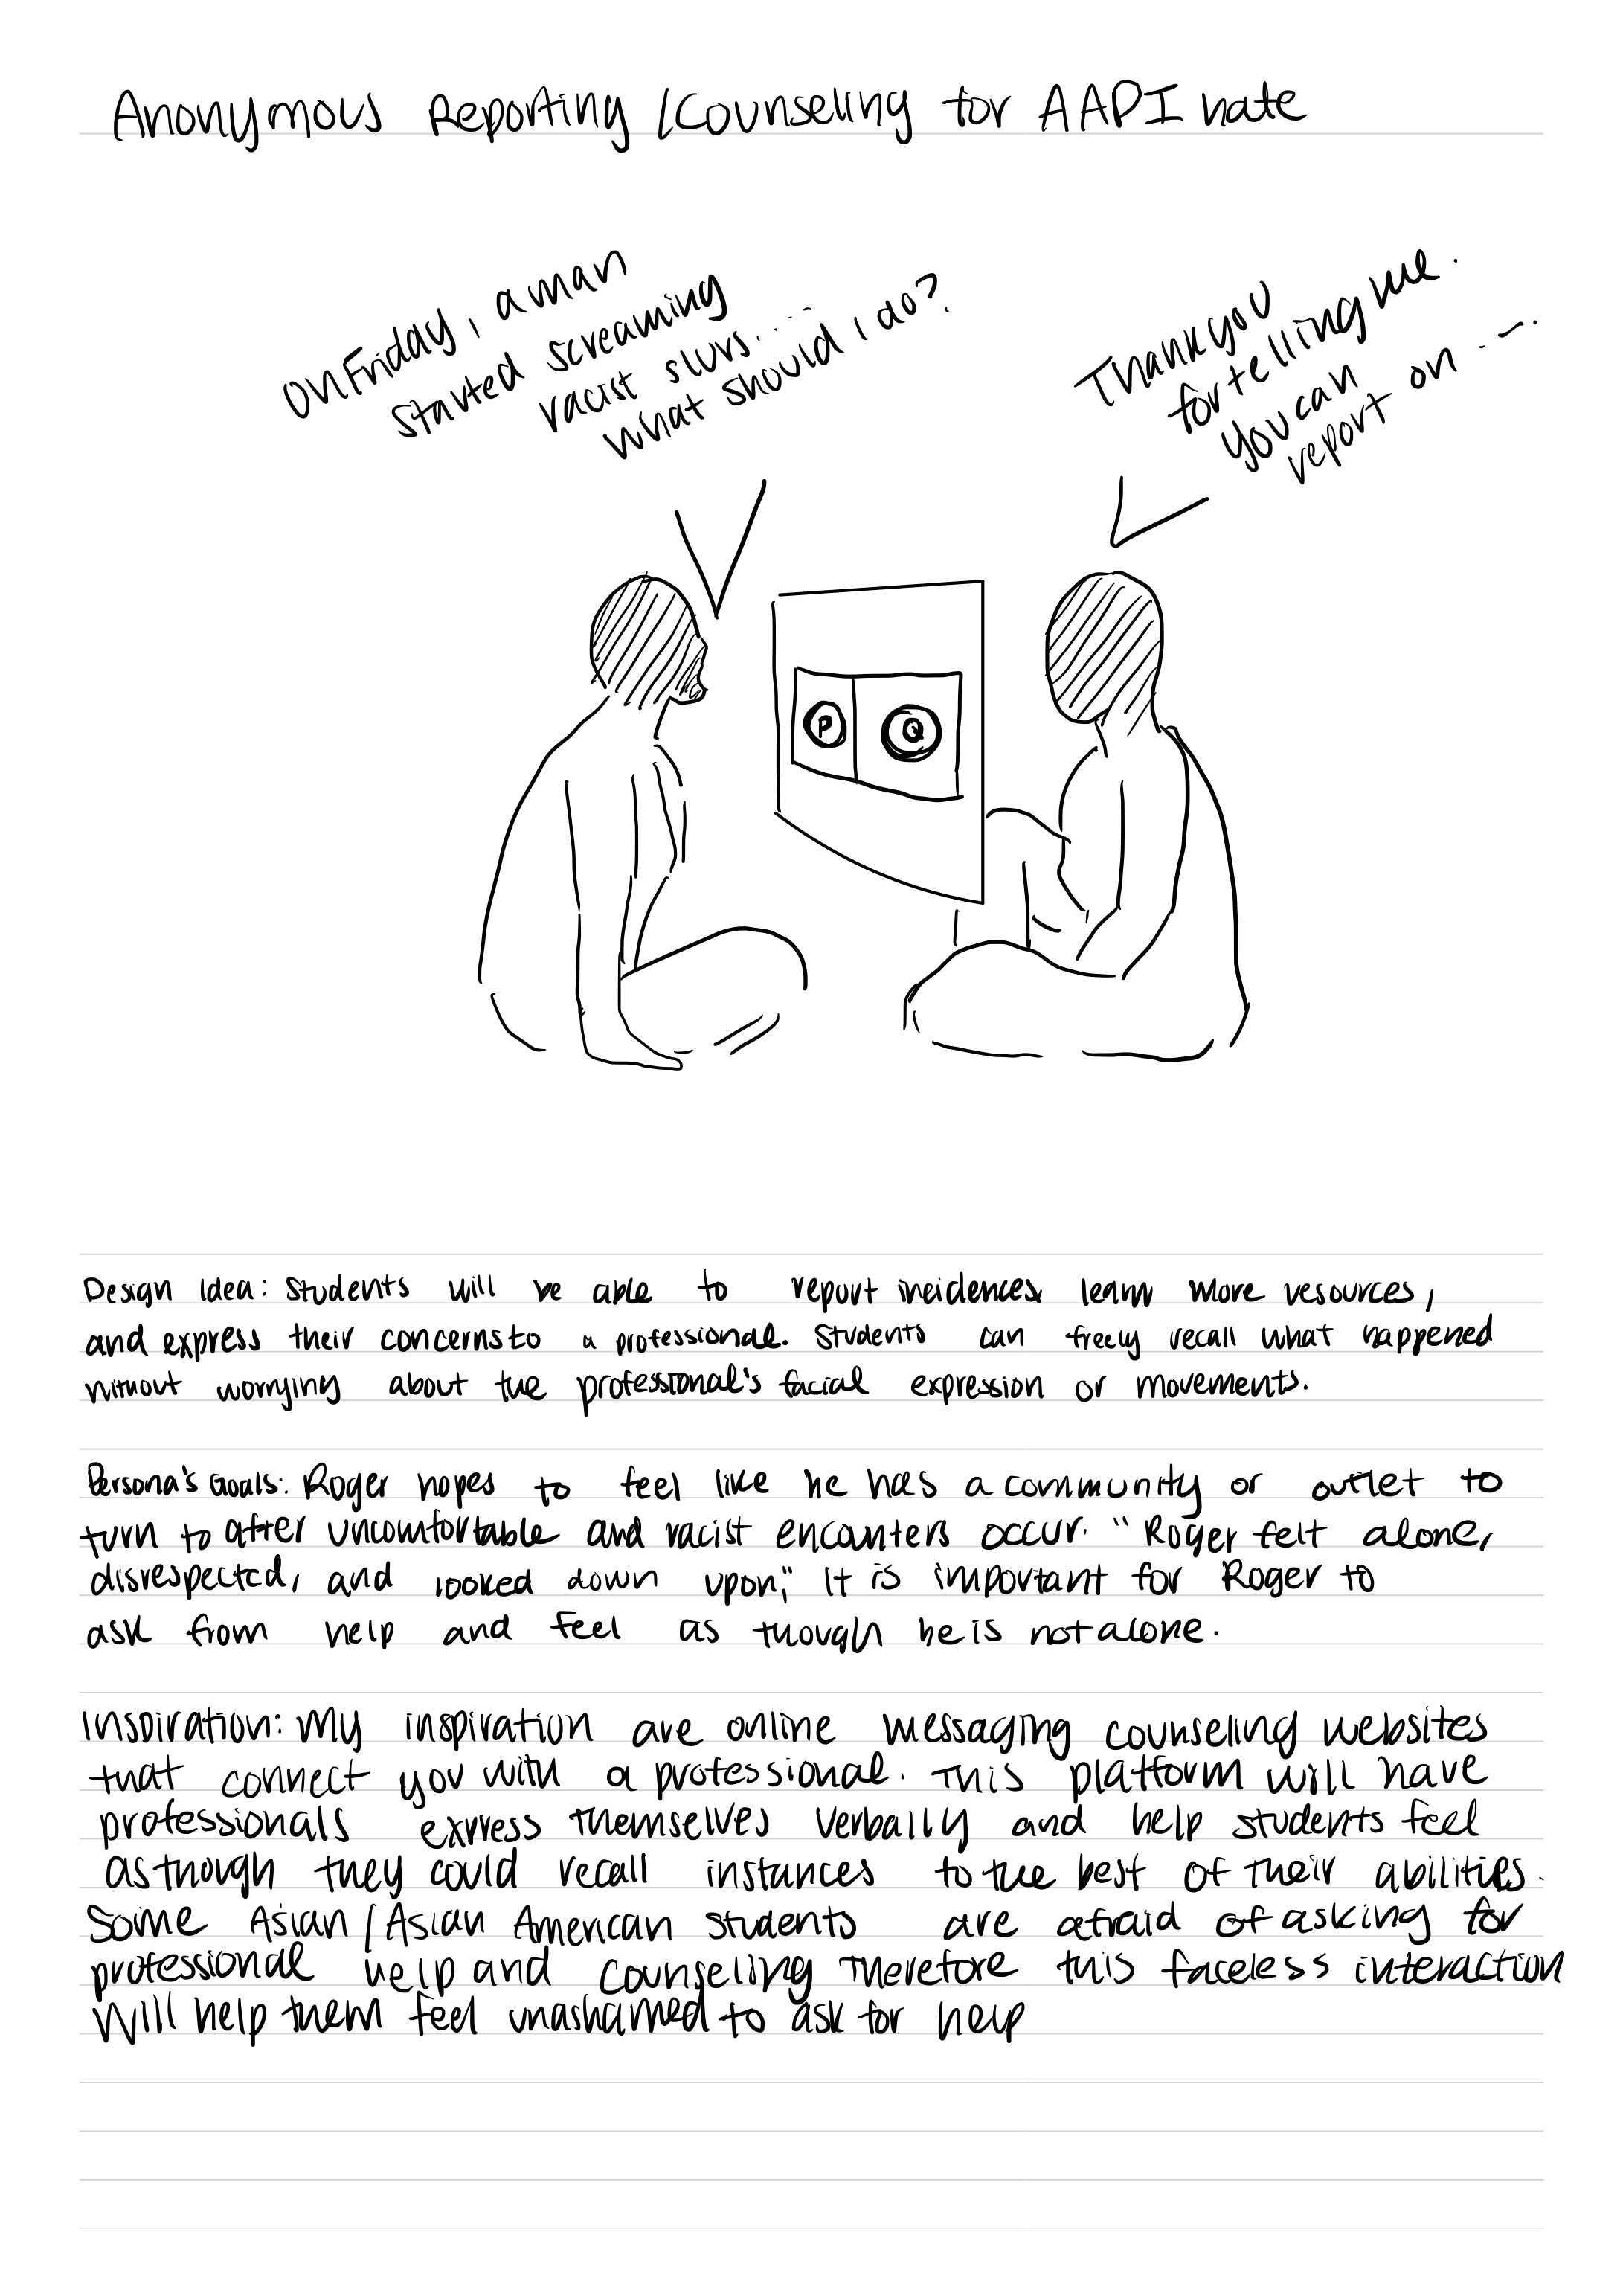 Anonymous Reporting / Counseling for AAPI hate
On Friday, a man
started screaming
racist slurs....
what should I do?
Thank you
for telling me.
You can
report on ...
P Q
Design Idea: Students will be able to report incidences learn more resources,
and express their concerns to a professional. Students can freely recall what happened
without worrying about the professional's facial expression or movements.
Persona's Goals: Roger hopes to feel like he has a community or outlet to
turn to after uncomfortable and racist encounters occur. "Roger felt alone,
disrespected, and looked down upon;" It is important for Roger to
ask from help and feel as though he is not alone.
Inspiration: My inspiration are online messaging counseling websites
that connect you with a professional. This platform will have
professionals express themselves verbally and help students feel
as though they could recall instances to the best of their abilities.
Some Asian / Asian American students are afraid of asking for
professional help and counseling Therefore this faceless interaction
Will help them feel unashamed to ask for help